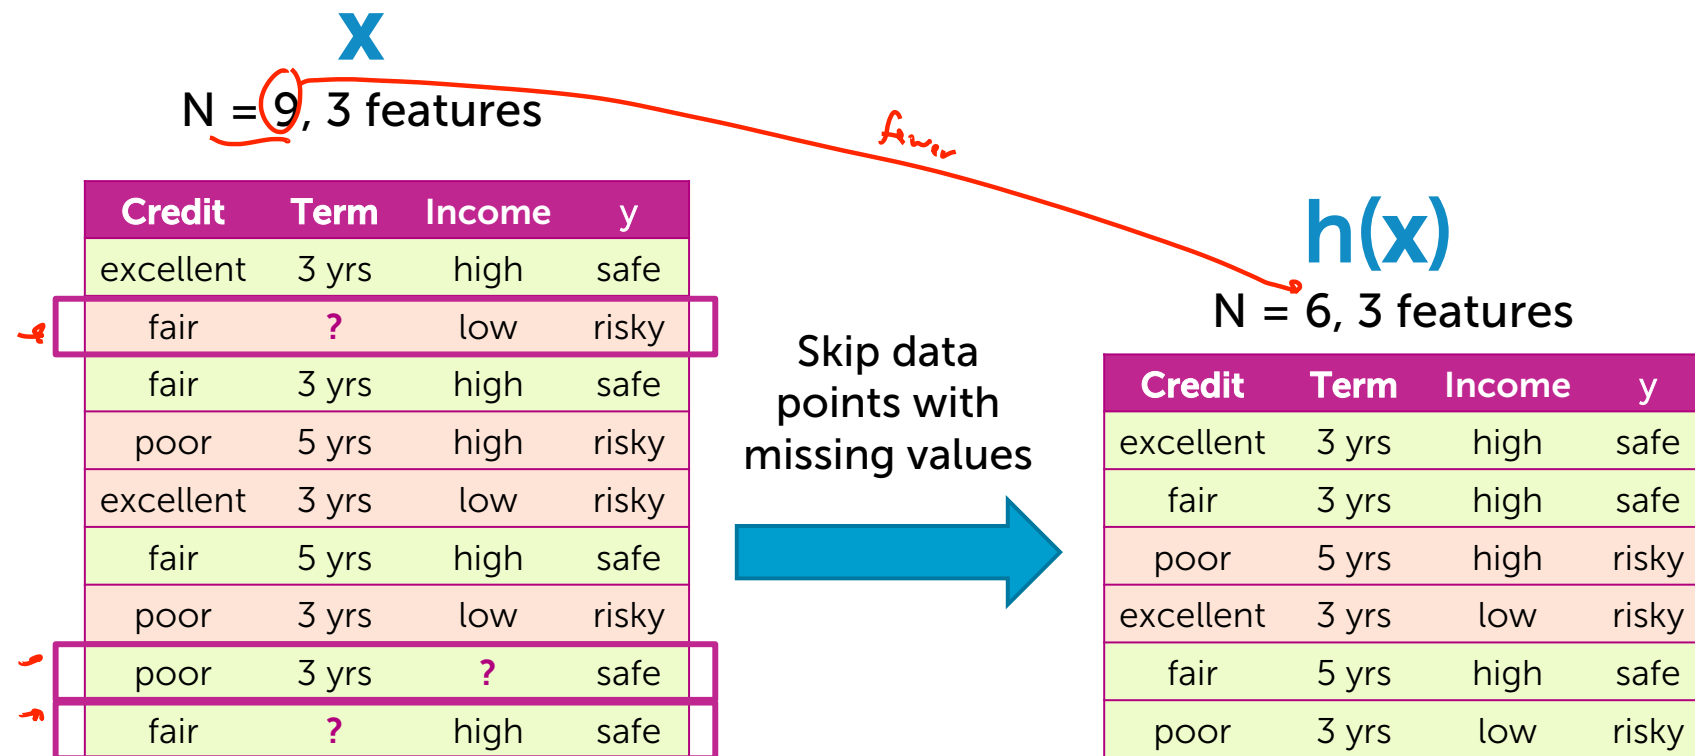 x
N = 9, 3 features
fewer
Credit Term Income y
excellent 3 yrs high safe
fair ? low risky
fair 3 yrs high safe
poor 5 yrs high risky
excellent 3 yrs low risky
fair 5 yrs high safe
poor 3 yrs low risky
poor 3 yrs ? safe
fair ? high safe
Skip data
points with
missing values
h(x)
N = 6, 3 features
Credit Term Income y
excellent 3 yrs high safe
fair 3 yrs high safe
poor 5 yrs high risky
excellent 3 yrs low risky
fair 5 yrs high safe
poor 3 yrs low risky